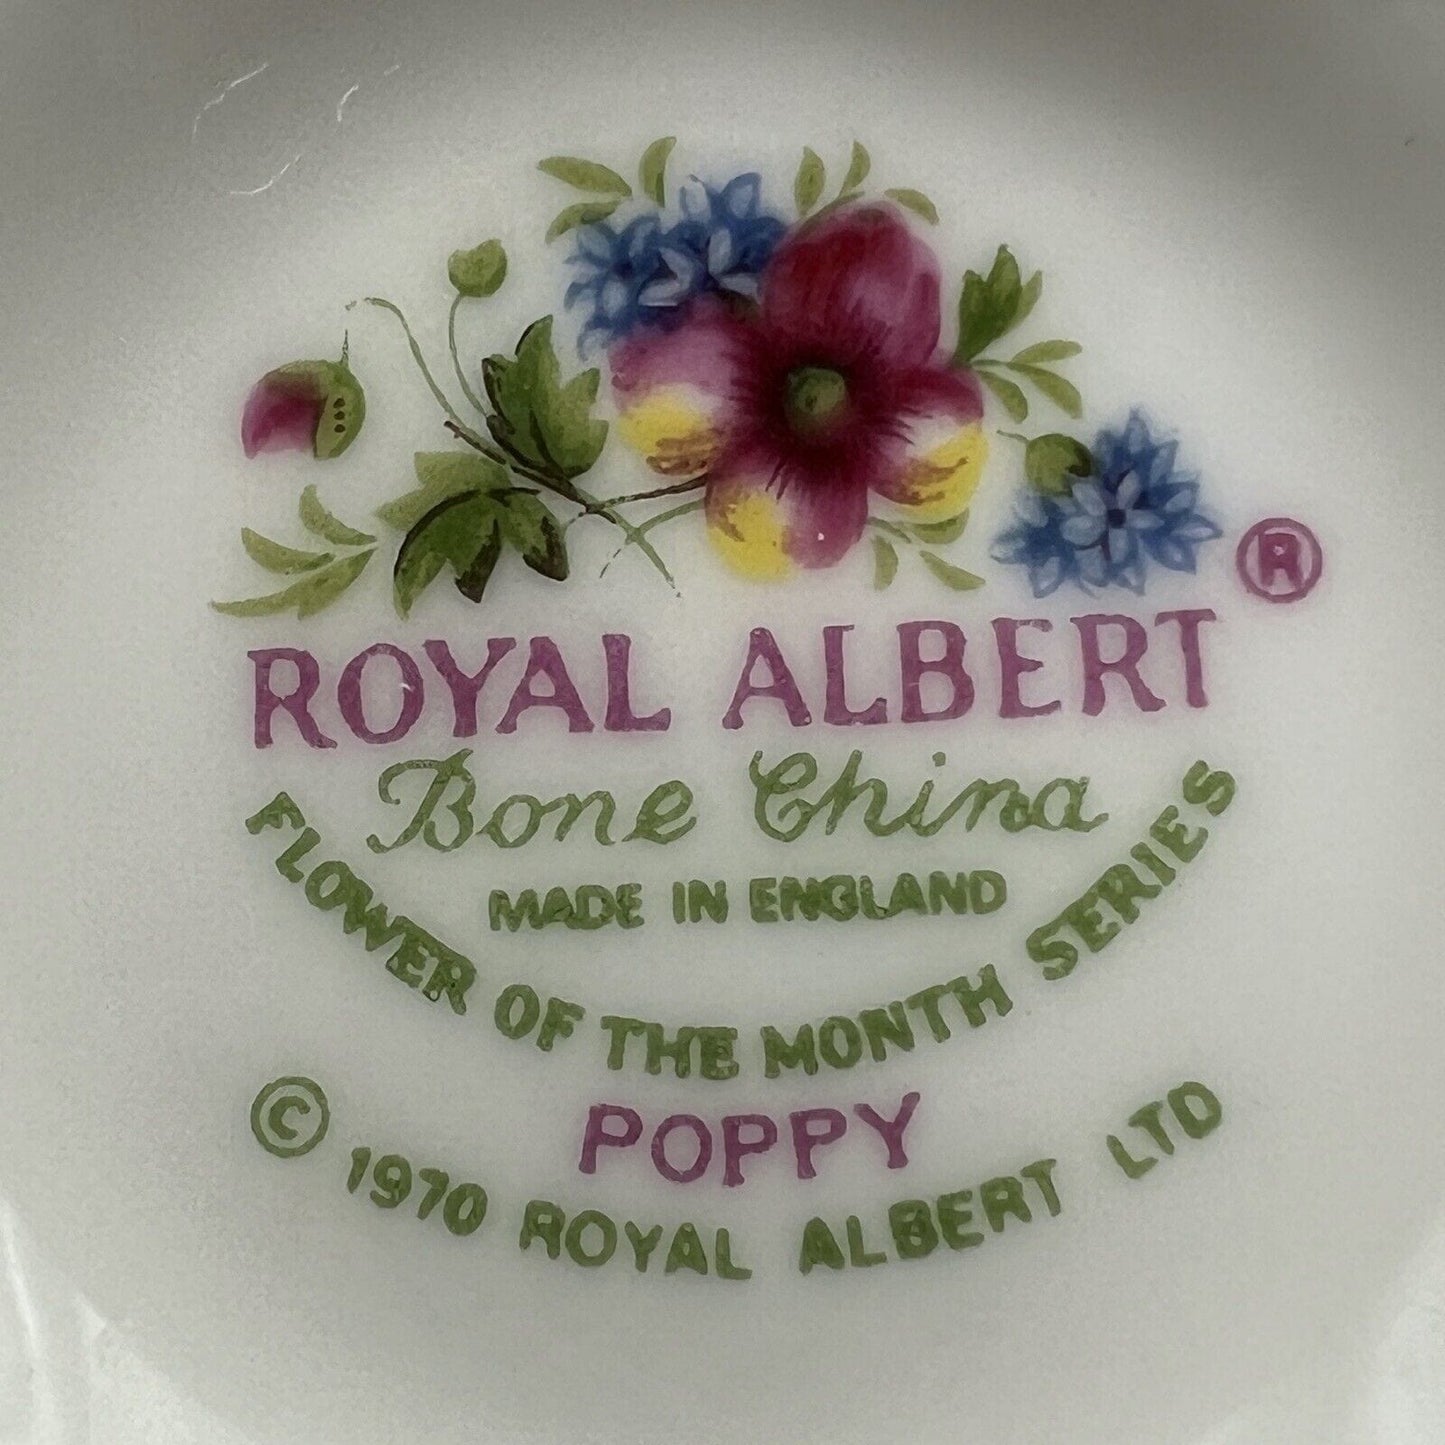 ®
ROYAL ALBERT
Bone China
MADE IN ENGLAND
FLOWER OF THE MONTH SERIES
POPPY
© 1970 ROYAL ALBERT LTD